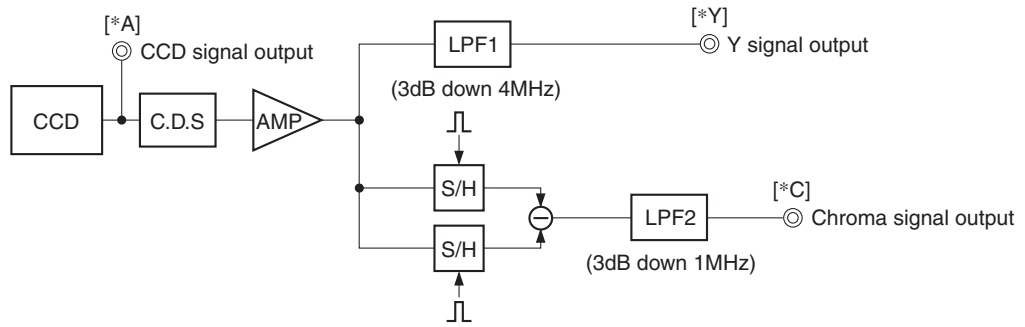 [*A]
CCD signal output
CCD
C.D.S
AMP
LPF1
(3dB down 4MHz)
[*Y]
Y signal output
S/H
S/H
LPF2
(3dB down 1MHz)
[*C]
Chroma signal output